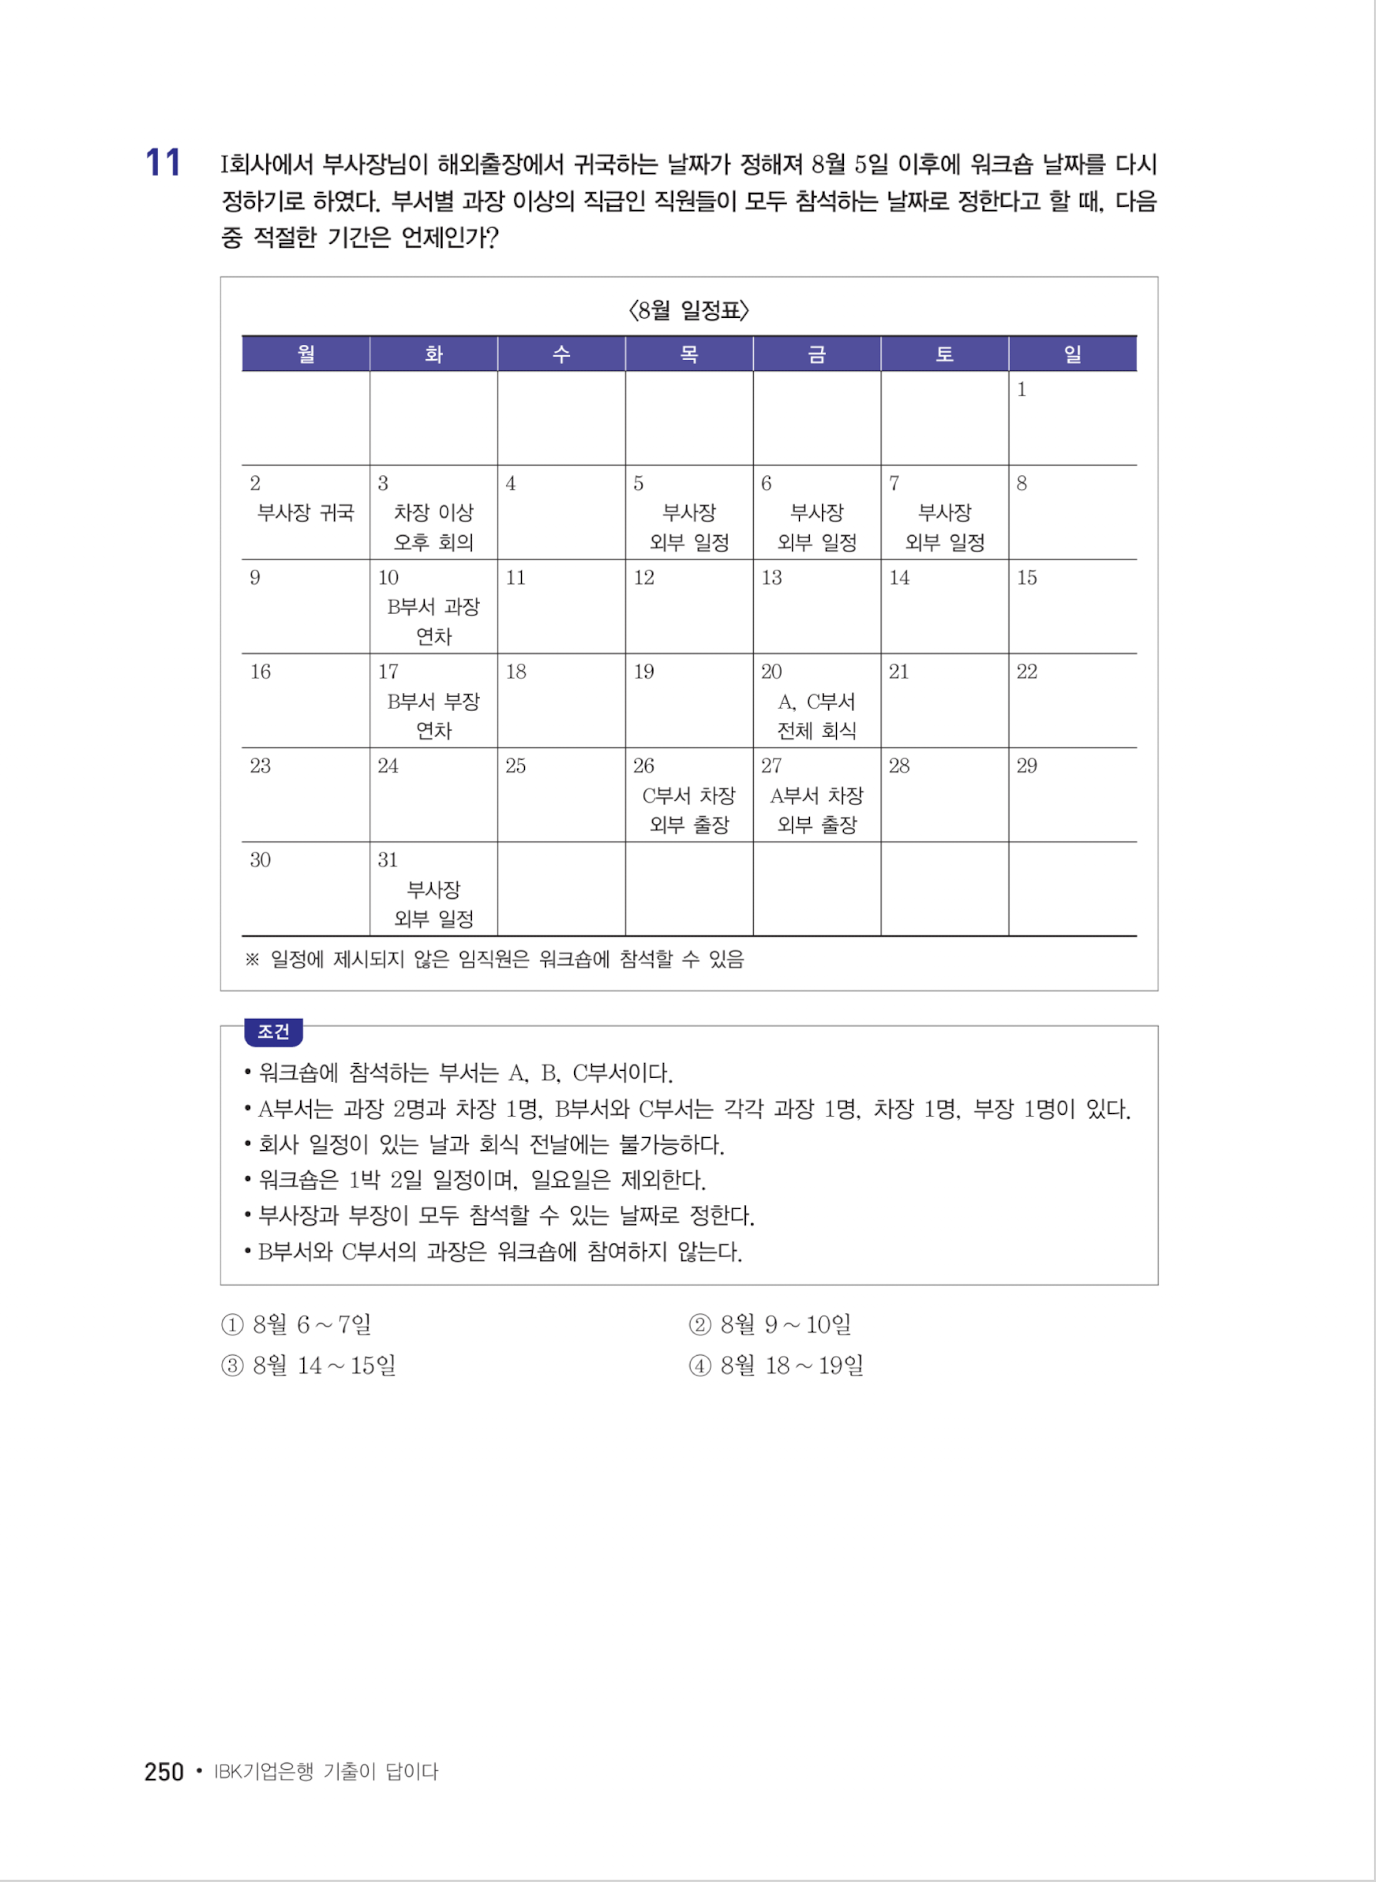 11
I회사에서 부사장님이 해외출장에서 귀국하는 날짜가 정해져 8월 5일 이후에 워크숍 날짜를 다시
정하기로 하였다. 부서별 과장 이상의 직급인 직원들이 모두 참석하는 날짜로 정한다고 할 때, 다음
중 적절한 기간은 언제인가?
〈8월 일정표〉
월 화 수 목 금 토 일
1
2 3 4 5 6 7 8
부사장 귀국 차장 이상 부사장 부사장 부사장
오후 회의 외부 일정 외부 일정 외부 일정
9 10 11 12 13 14 15
B부서 과장
연차
16 17 18 19 20 21 22
B부서 부장 A, C부서
연차 전체 회식
23 24 25 26 27 28 29
C부서 차장 A부서 차장
외부 출장 외부 출장
30 31
부사장
외부 일정
※ 일정에 제시되지 않은 임직원은 워크숍에 참석할 수 있음
조건
• 워크숍에 참석하는 부서는 A, B, C부서이다.
• A부서는 과장 2명과 차장 1명, B부서와 C부서는 각각 과장 1명, 차장 1명, 부장 1명이 있다.
• 회사 일정이 있는 날과 회식 전날에는 불가능하다.
• 워크숍은 1박 2일 일정이며, 일요일은 제외한다.
• 부사장과 부장이 모두 참석할 수 있는 날짜로 정한다.
• B부서와 C부서의 과장은 워크숍에 참여하지 않는다.
① 8월 6～7일 ② 8월 9～10일
③ 8월 14～15일 ④ 8월 18～19일
250 • IBK기업은행 기출이 답이다